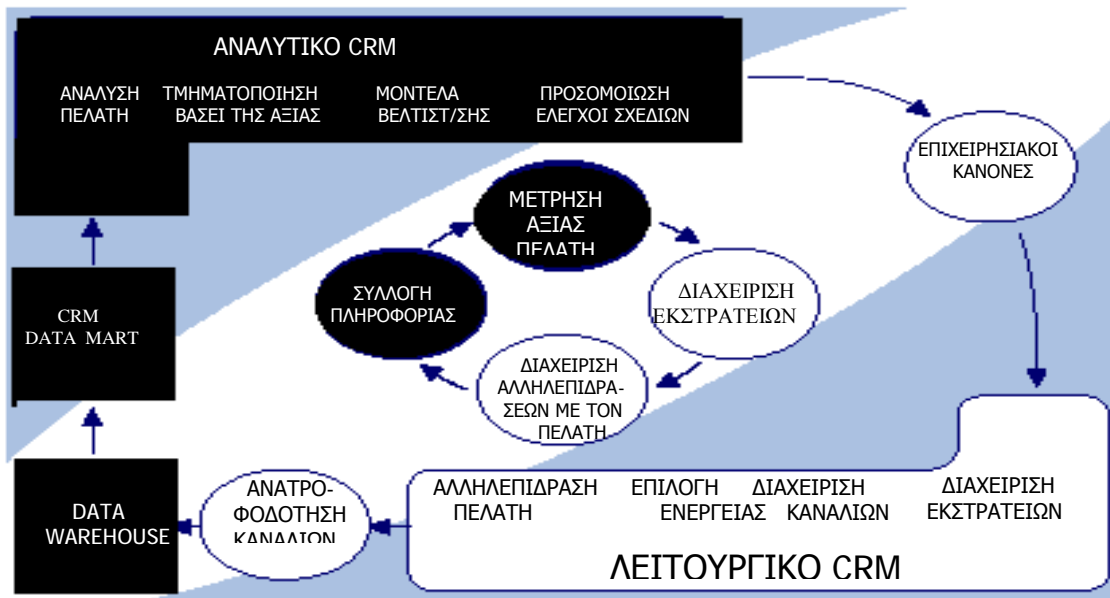 ΑΝΑΛΥΤΙΚΟ CRM
ΑΝΑΛΥΣΗ ΤΜΗΜΑΤΟΠΟΙΗΣΗ ΜΟΝΤΕΛΑ ΠΡΟΣΟΜΟΙΩΣΗ
ΠΕΛΑΤΗ ΒΑΣΕΙ ΤΗΣ ΑΞΙΑΣ ΒΕΛΤΙΣΤ/ΣΗΣ ΕΛΕΓΧΟΙ ΣΧΕΔΙΩΝ
ΕΠΙΧΕΙΡΗΣΙΑΚΟΙ
ΚΑΝΟΝΕΣ
ΜΕΤΡΗΣΗ
ΑΞΙΑΣ
ΠΕΛΑΤΗ
ΣΥΛΛΟΓΗ
ΠΛΗΡΟΦΟΡΙΑΣ
ΔΙΑΧΕΙΡΙΣΗ
ΕΚΣΤΡΑΤΕΙΩΝ
ΔΙΑΧΕΙΡΙΣΗ
ΑΛΛΗΛΕΠΙΔΡΑ-
ΣΕΩΝ ΜΕ ΤΟΝ
ΠΕΛΑΤΗ
CRM
DATA MART
DATA
WAREHOUSE
ΑΝΑΤΡΟ-
ΦΟΔΟΤΗΣΗ
ΚΑΝΑΛΙΩΝ
ΑΛΛΗΛΕΠΙΔΡΑΣΗ ΕΠΙΛΟΓΗ ΔΙΑΧΕΙΡΙΣΗ ΔΙΑΧΕΙΡΙΣΗ
ΠΕΛΑΤΗ ΕΝΕΡΓΕΙΑΣ ΚΑΝΑΛΙΩΝ ΕΚΣΤΡΑΤΕΙΩΝ
ΛΕΙΤΟΥΡΓΙΚΟ CRM